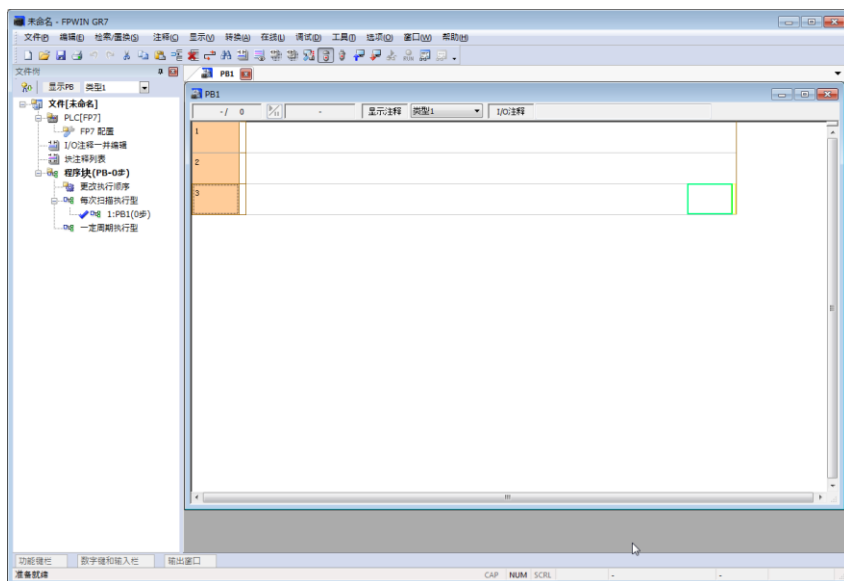 未命名 - FPWIN GR7
文件(F) 编辑(E) 检索/置换(S) 注释(C) 显示(V) 转换(A) 在线(L) 调试(D) 工具(T) 选项(O) 窗口(W) 帮助(H)
文件树
PB1
显示PB 类型1
PB1
文件[未命名]
-/ 0 - 显示注释 类型1 I/O注释
PLC[FP7]
FP7 配置
I/O注释一并编辑
块注释列表
程序块(PB-0步)
更改执行顺序
每次扫描执行型
1:PB1(0步)
一定周期执行型
1
2
3
功能键栏 数字键和输入栏 输出窗口
准备就绪 CAP NUM SCRL - -